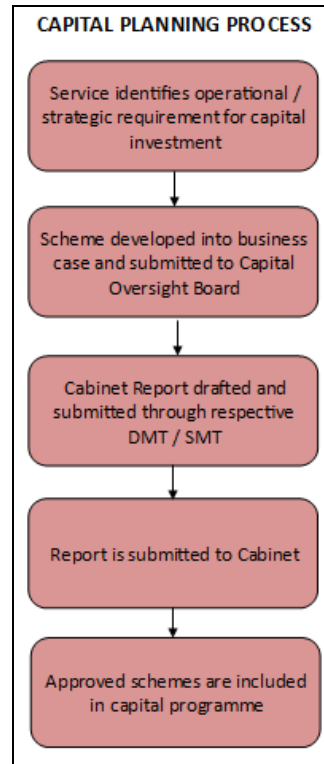 CAPITAL PLANNING PROCESS
Service identifies operational /
strategic requirement for capital
investment
Scheme developed into business
case and submitted to Capital
Oversight Board
Cabinet Report drafted and
submitted through respective
DMT / SMT
Report is submitted to Cabinet
Approved schemes are included
in capital programme